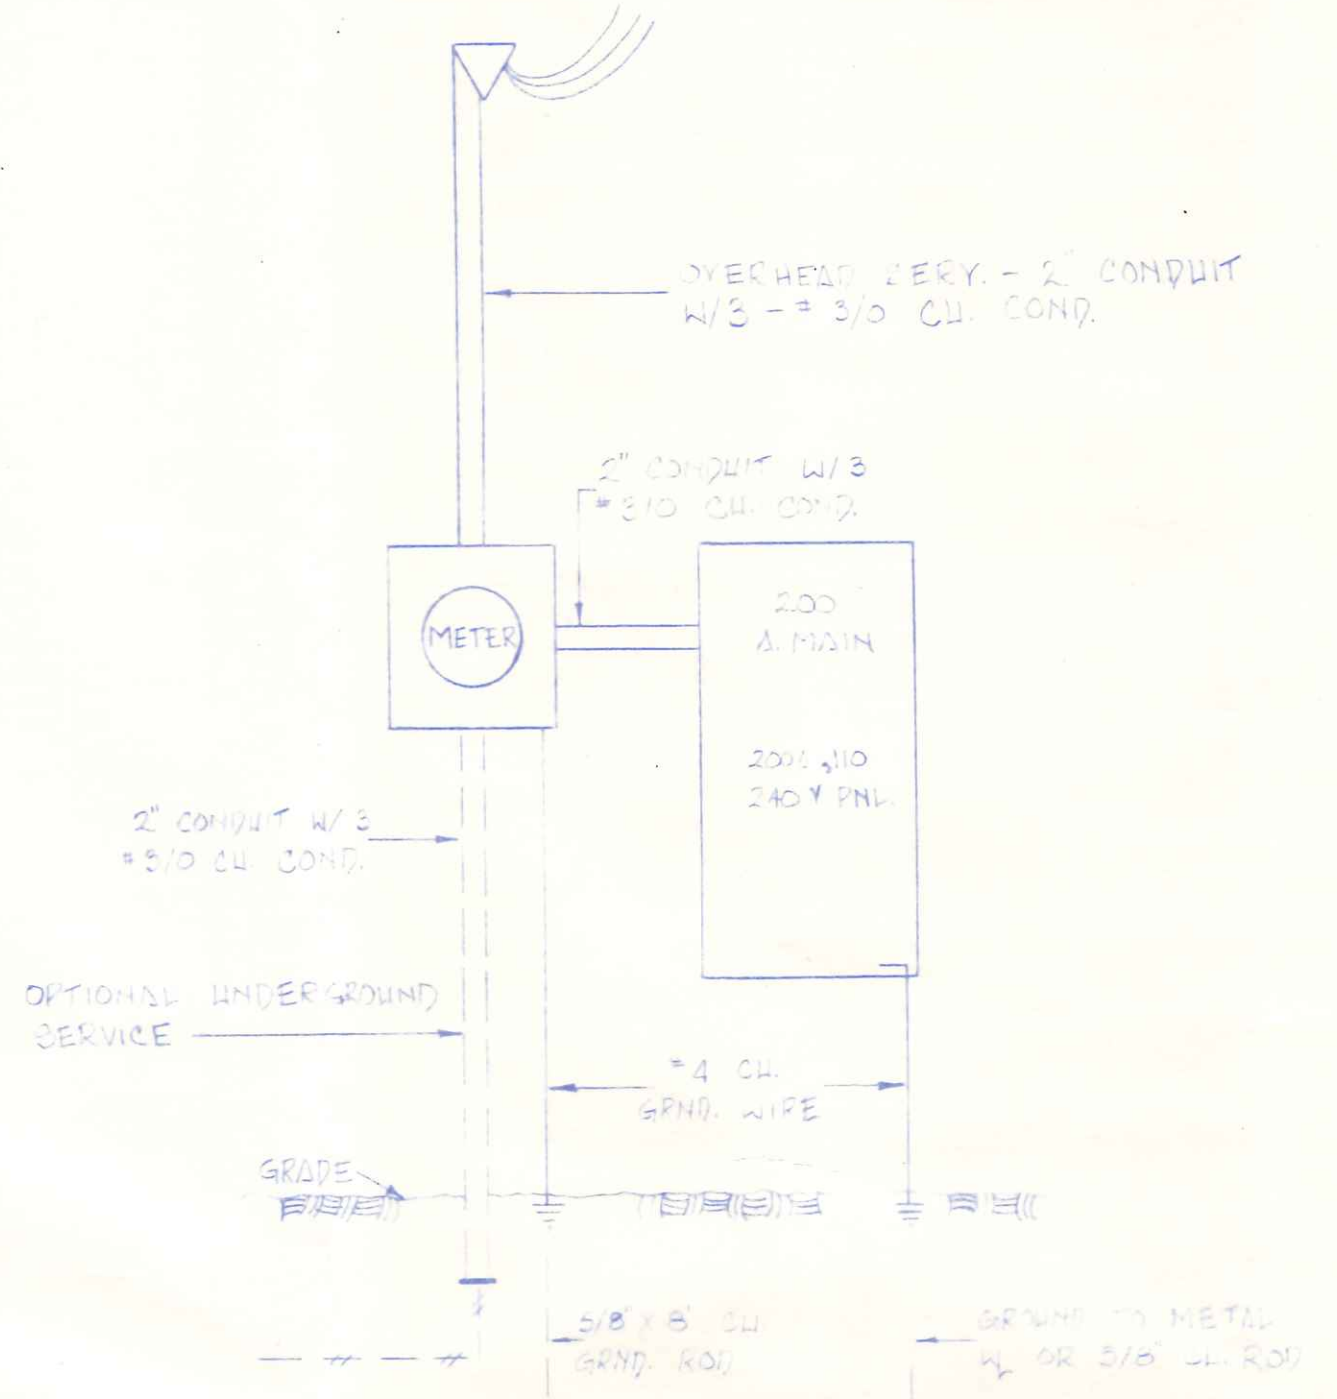 OVERHEAD SERV. - 2" CONDUIT
W/3 - # 3/0 CU. COND.
2" CONDUIT W/3
# 3/0 CU. COND.
METER
200
A. MAIN
110
240 V PNL.
2" CONDUIT W/ 3
# 3/0 CU. COND.
OPTIONAL UNDERGROUND
SERVICE
#4 CU.
GRND. WIRE
GRADE
5/8" X 8' CU
GRND. ROD
GROUND TO METAL
OR 5/8" CU. ROD